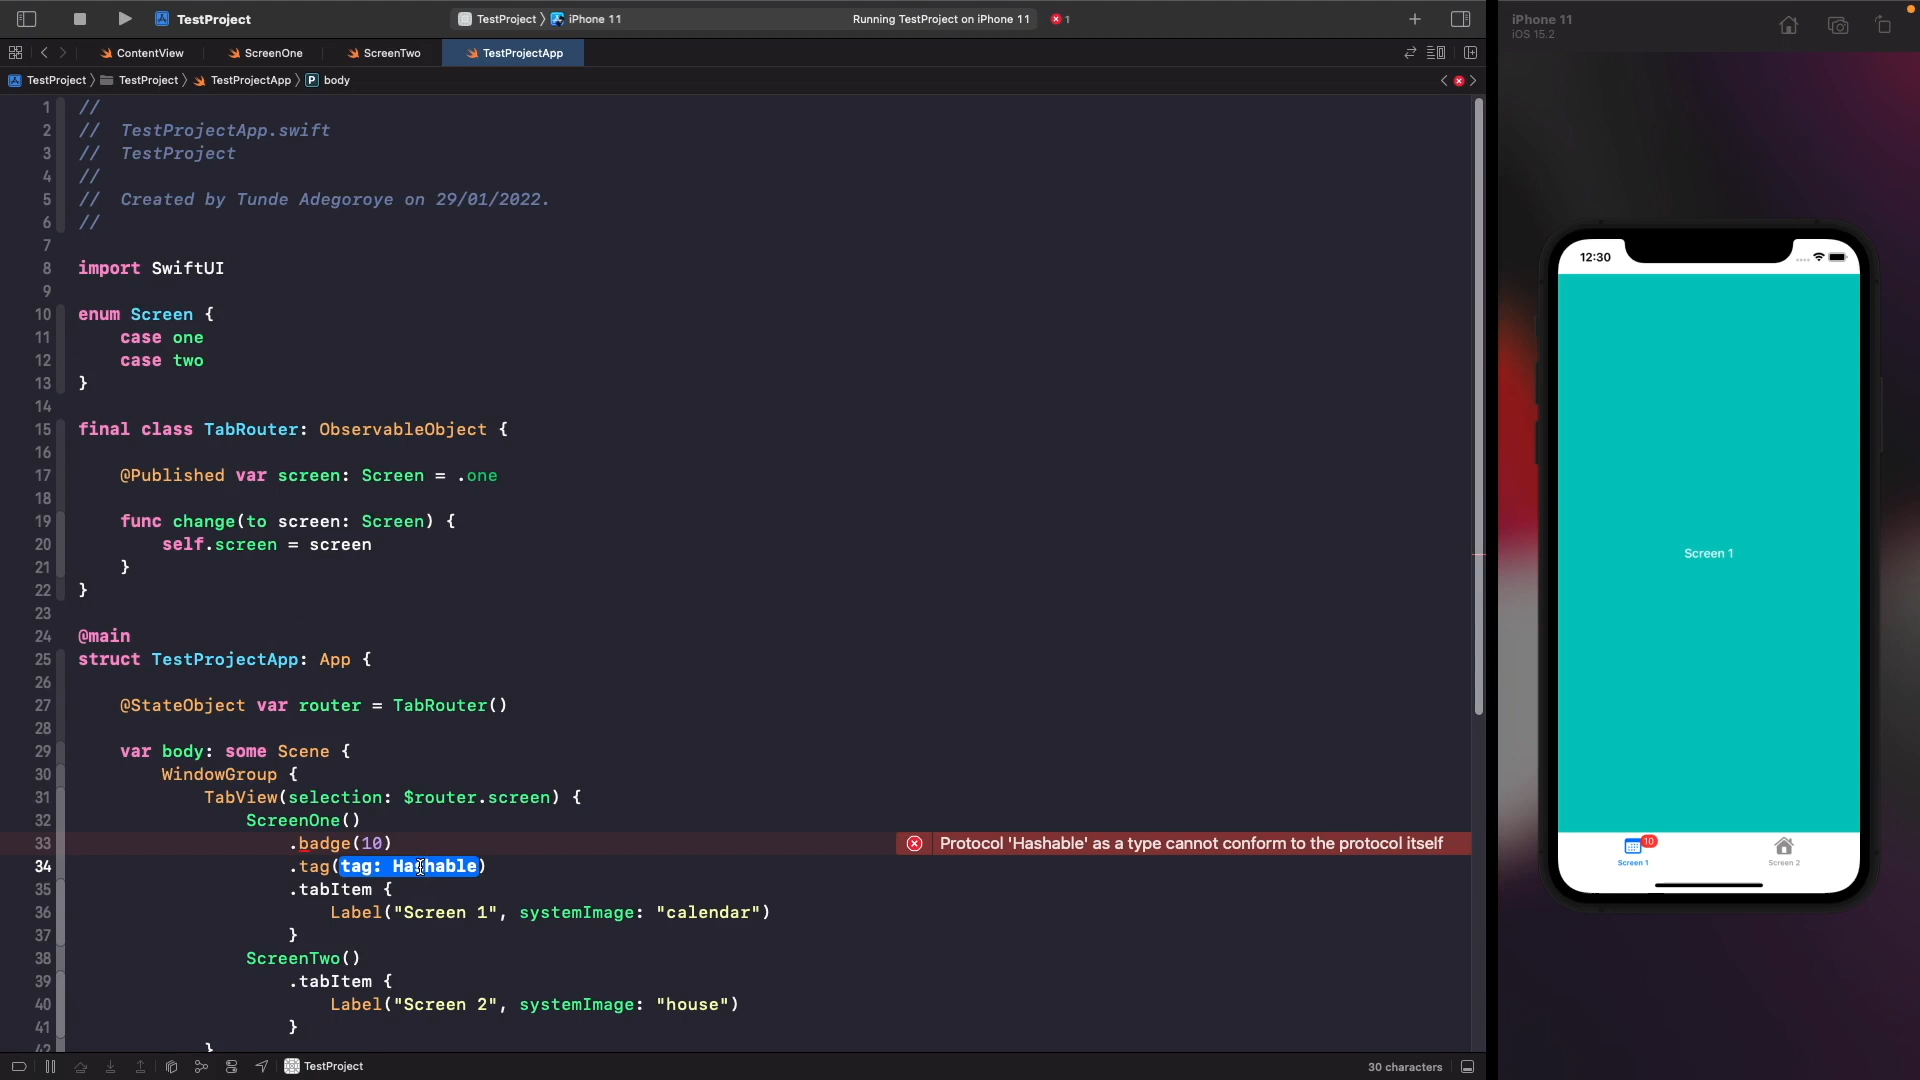 TestProject
TestProject
iPhone 11
Running TestProject on iPhone 11
1
iPhone 11
iOS 15.2
ContentView
ScreenOne
ScreenTwo
TestProjectApp
TestProject
TestProject
TestProjectApp
P body
1 //
2 //  TestProjectApp.swift
3 //  TestProject
4 //
5 //  Created by Tunde Adegoroye on 29/01/2022.
6 //
7
8 import SwiftUI
9
10 enum Screen {
11     case one
12     case two
13 }
14
15 final class TabRouter: ObservableObject {
16
17     @Published var screen: Screen = .one
18
19     func change(to screen: Screen) {
20         self.screen = screen
21     }
22 }
23
24 @main
25 struct TestProjectApp: App {
26
27     @StateObject var router = TabRouter()
28
29     var body: some Scene {
30         WindowGroup {
31             TabView(selection: $router.screen) {
32                 ScreenOne()
33                     .badge(10)
Protocol 'Hashable' as a type cannot conform to the protocol itself
34                     .tag(tag: Hashable)
35                     .tabItem {
36                         Label("Screen 1", systemImage: "calendar")
37                     }
38                 ScreenTwo()
39                     .tabItem {
40                         Label("Screen 2", systemImage: "house")
41                     }
42             }
TestProject
30 characters
12:30
Screen 1
10
Screen 1
Screen 2